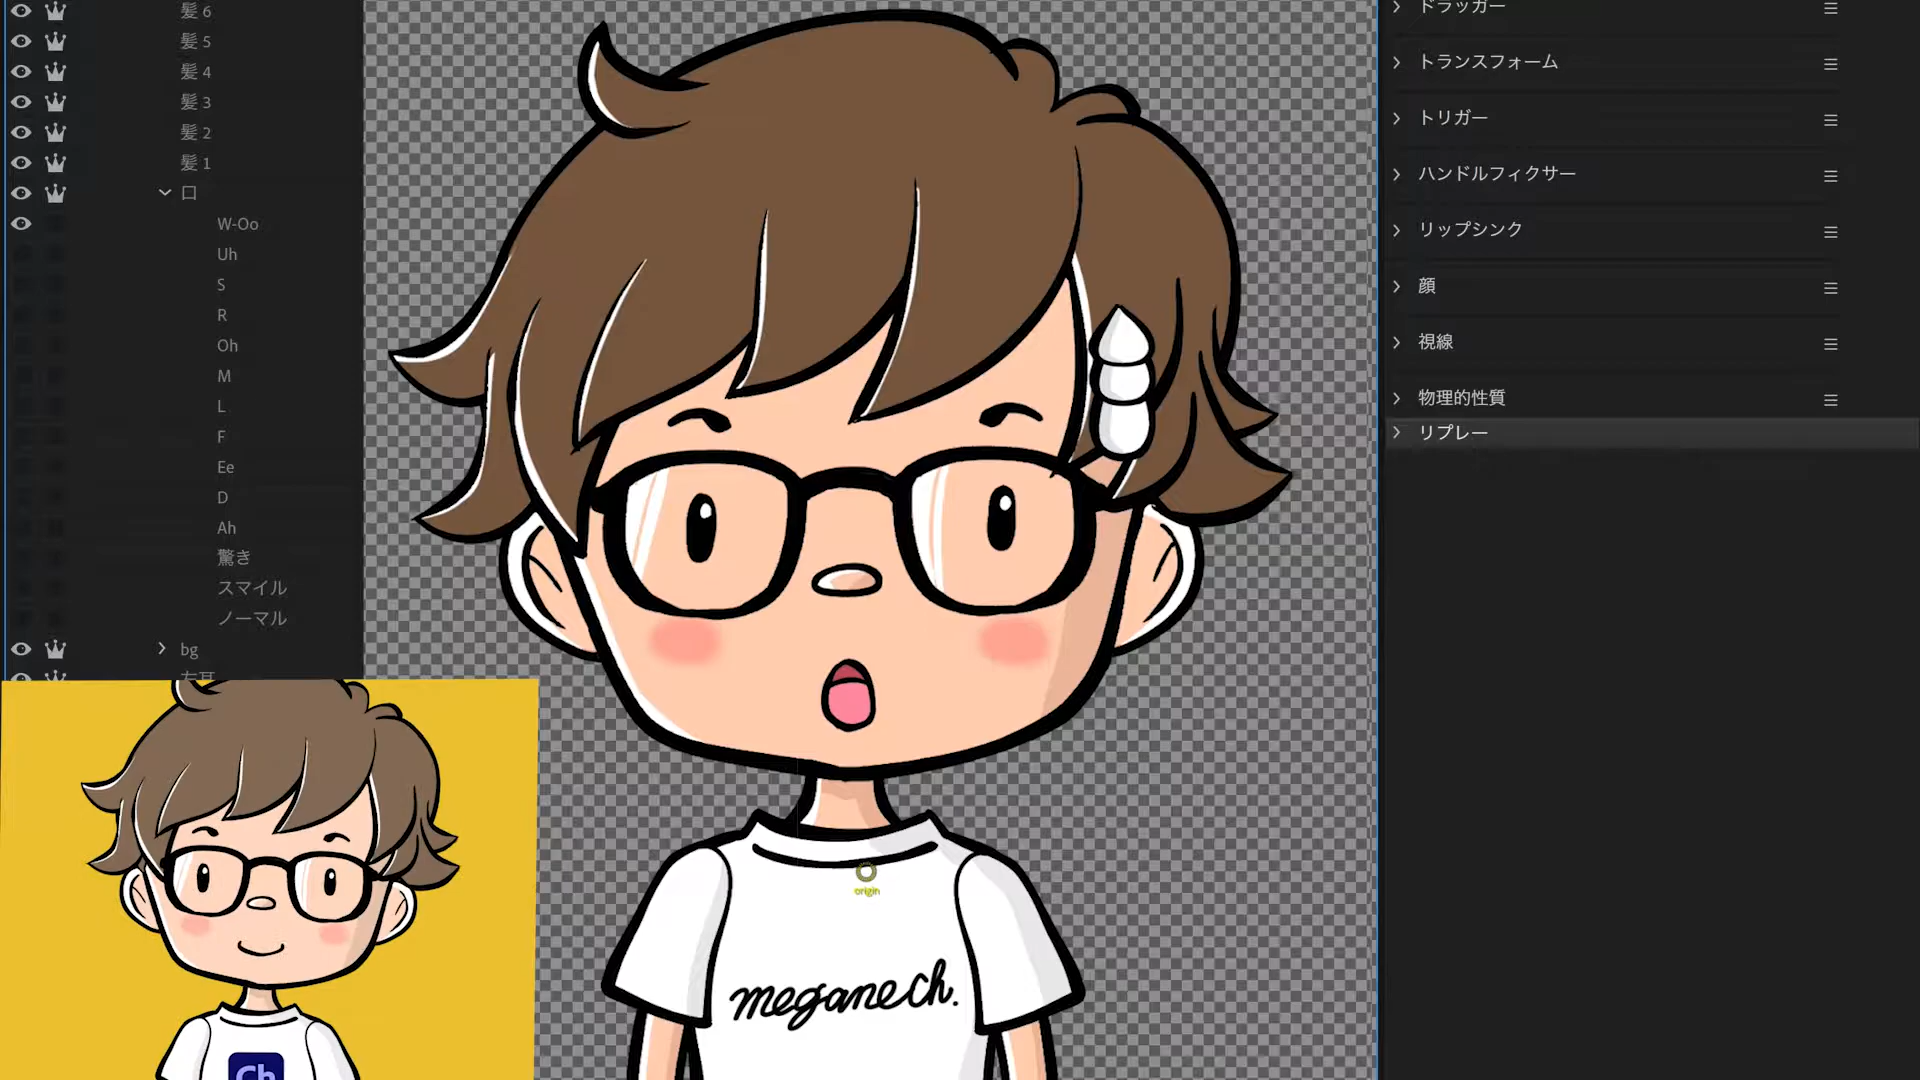 髪 6
髪 5
髪 4
髪 3
髪 2
髪 1
口
W-Oo
Uh
S
R
Oh
M
L
F
Ee
D
Ah
驚き
スマイル
ノーマル
bg
左耳
ドラッガー
トランスフォーム
トリガー
ハンドルフィクサー
リップシンク
顔
視線
物理的性質
リプレー
origin
meganech.
Ch